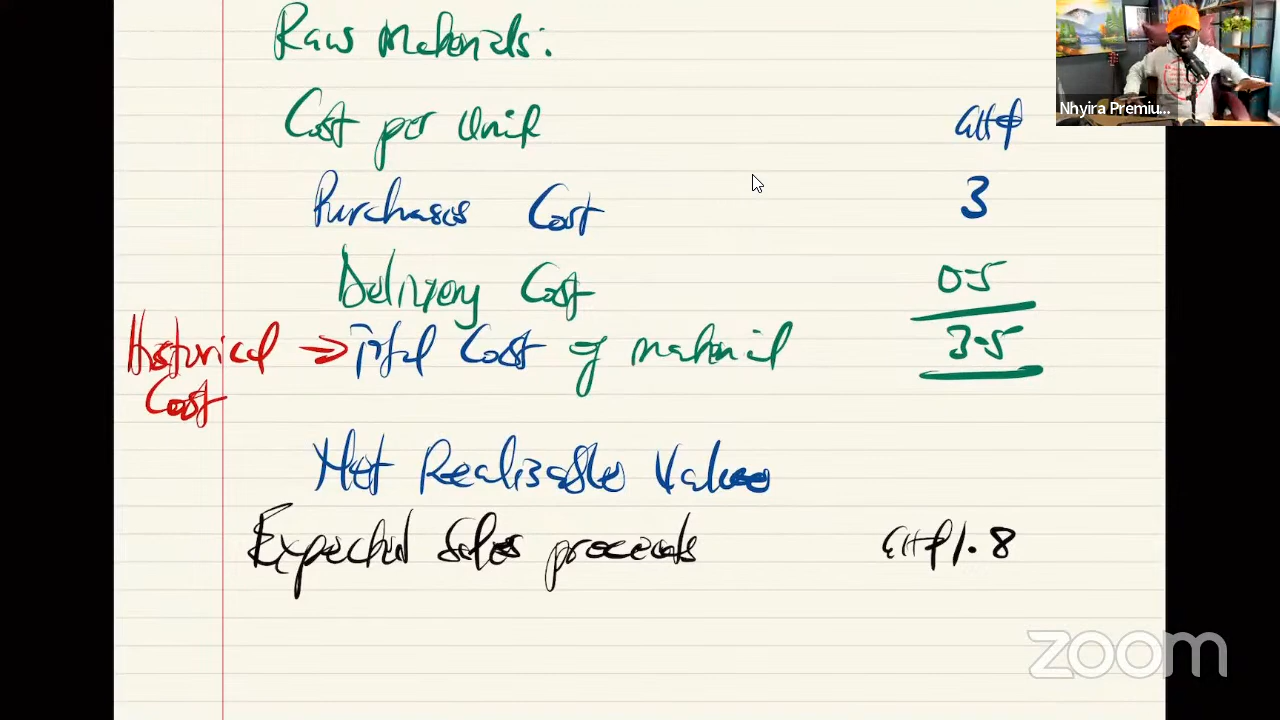 Raw Materials:
Cost per Unit
GH¢
Purchases Cost
3
Delivery Cost
0.5
Historical Cost → Total Cost of material
3.5
Net Realizable Value
Expected Sales proceeds
GH¢1.8
Nhyira Premiu...
zoom